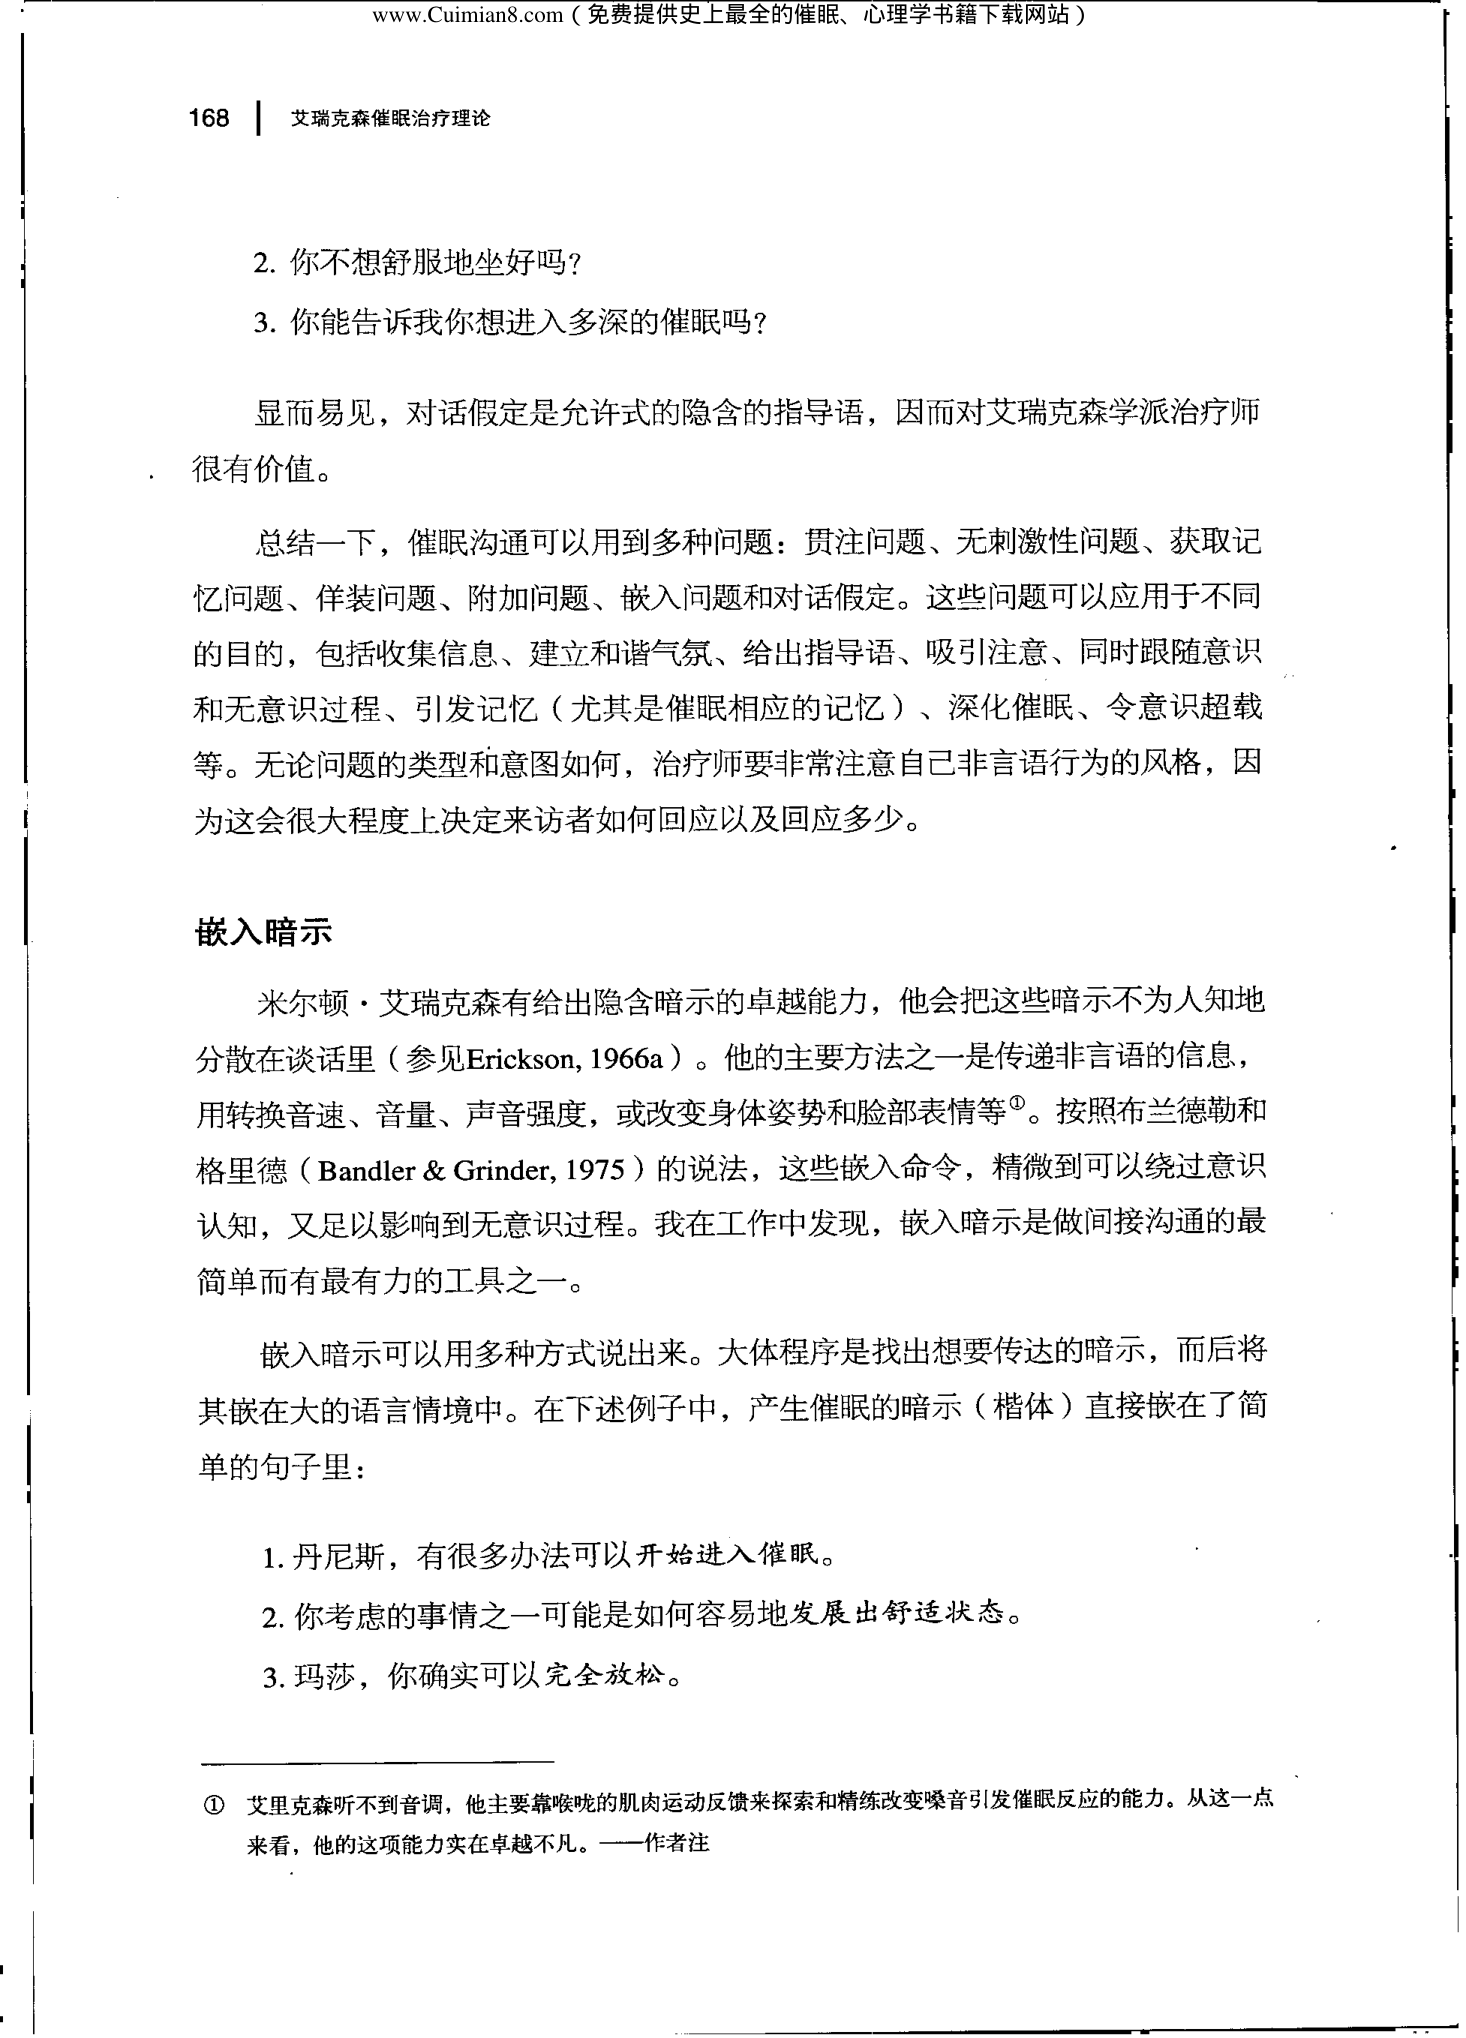 www.Cuimian8.com（免费提供史上最全的催眠、心理学书籍下载网站）
168 艾瑞克森催眠治疗理论
2. 你不想舒服地坐好吗？
3. 你能告诉我你想进入多深的催眠吗？
显而易见，对话假定是允许式的隐含的指导语，因而对艾瑞克森学派治疗师
很有价值。
总结一下，催眠沟通可以用到多种问题：贯注问题、无刺激性问题、获取记
忆问题、佯装问题、附加问题、嵌入问题和对话假定。这些问题可以应用于不同
的目的，包括收集信息、建立和谐气氛、给出指导语、吸引注意、同时跟随意识
和无意识过程、引发记忆（尤其是催眠相应的记忆）、深化催眠、令意识超载
等。无论问题的类型和意图如何，治疗师要非常注意自己非言语行为的风格，因
为这会很大程度上决定来访者如何回应以及回应多少。
嵌入暗示
米尔顿·艾瑞克森有给出隐含暗示的卓越能力，他会把这些暗示不为人知地
分散在谈话里（参见Erickson, 1966a）。他的主要方法之一是传递非言语的信息，
用转换音速、音量、声音强度，或改变身体姿势和脸部表情等①。按照布兰德勒和
格里德（Bandler & Grinder, 1975）的说法，这些嵌入命令，精微到可以绕过意识
认知，又足以影响到无意识过程。我在工作中发现，嵌入暗示是做间接沟通的最
简单而有最有力的工具之一。
嵌入暗示可以用多种方式说出来。大体程序是找出想要传达的暗示，而后将
其嵌在大的语言情境中。在下述例子中，产生催眠的暗示（楷体）直接嵌在了简
单的句子里：
1. 丹尼斯，有很多办法可以开始进入催眠。
2. 你考虑的事情之一可能是如何容易地发展出舒适状态。
3. 玛莎，你确实可以完全放松。
① 艾里克森听不到音调，他主要靠喉咙的肌肉运动反馈来探索和精练改变嗓音引发催眠反应的能力。从这一点
来看，他的这项能力实在卓越不凡。——作者注